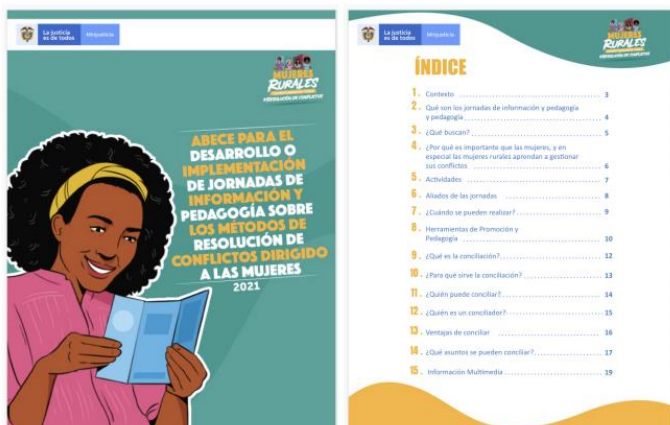 La justicia
es de todos
Minjusticia
MUJERES
RURALES
ABECE PARA EL
DESARROLLO O
IMPLEMENTACIÓN
DE JORNADAS DE
INFORMACIÓN Y
PEDAGOGÍA SOBRE
LOS MÉTODOS DE
RESOLUCIÓN DE
CONFLICTOS DIRIGIDO
A LAS MUJERES
2021
La justicia
es de todos
Minjusticia
MUJERES
RURALES
ÍNDICE
1. Contexto 3
2. Qué son los jornadas de información y pedagogía
y pedagogía 4
3. ¿Qué buscan? 5
4. ¿Por qué es importante que las mujeres, y en
especial las mujeres rurales aprendan a gestionar
sus conflictos 6
5. Actividades 7
6. Aliados de las jornadas 8
7. ¿Cuándo se pueden realizar? 9
8. Herramientas de Promoción y
Pedagogía 10
9. ¿Qué es la conciliación? 12
10. ¿Para qué sirve la conciliación? 13
11. ¿Quién puede conciliar? 14
12. ¿Quién es un conciliador? 15
13. Ventajas de conciliar 16
14. ¿Qué asuntos se pueden conciliar? 17
15. Información Multimedia 19